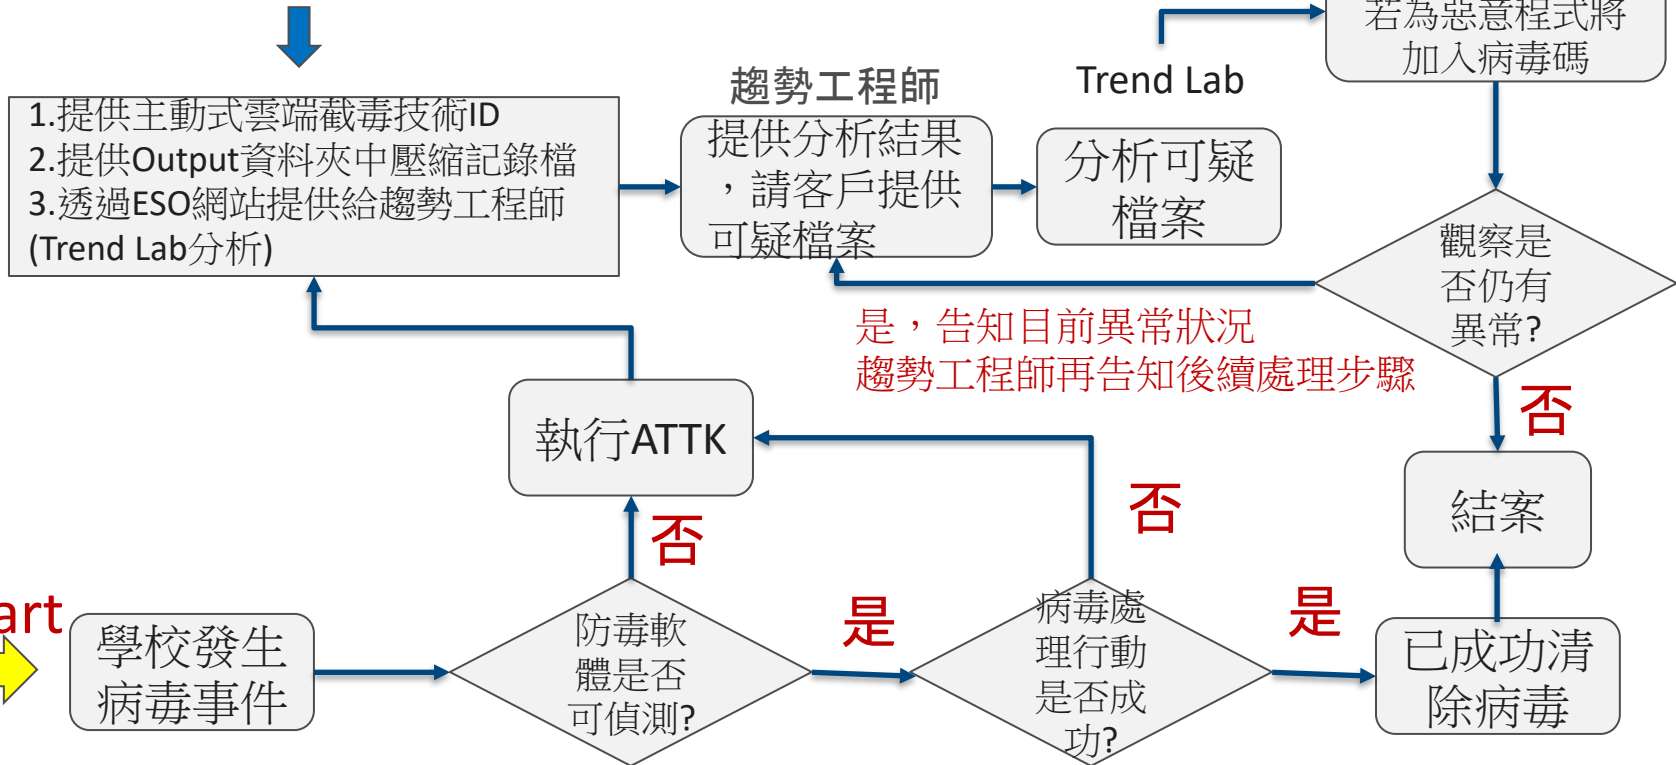 若為惡意程式將
加入病毒碼
趨勢工程師
Trend Lab
1.提供主動式雲端截毒技術ID
2.提供Output資料夾中壓縮記錄檔
3.透過ESO網站提供給趨勢工程師
(Trend Lab分析)
提供分析結果
，請客戶提供
可疑檔案
分析可疑
檔案
觀察是
否仍有
異常?
是，告知目前異常狀況
趨勢工程師再告知後續處理步驟
否
執行ATTK
結案
否
否
art
學校發生
病毒事件
防毒軟
體是否
可偵測?
是
病毒處
理行動
是否成
功?
是
已成功清
除病毒